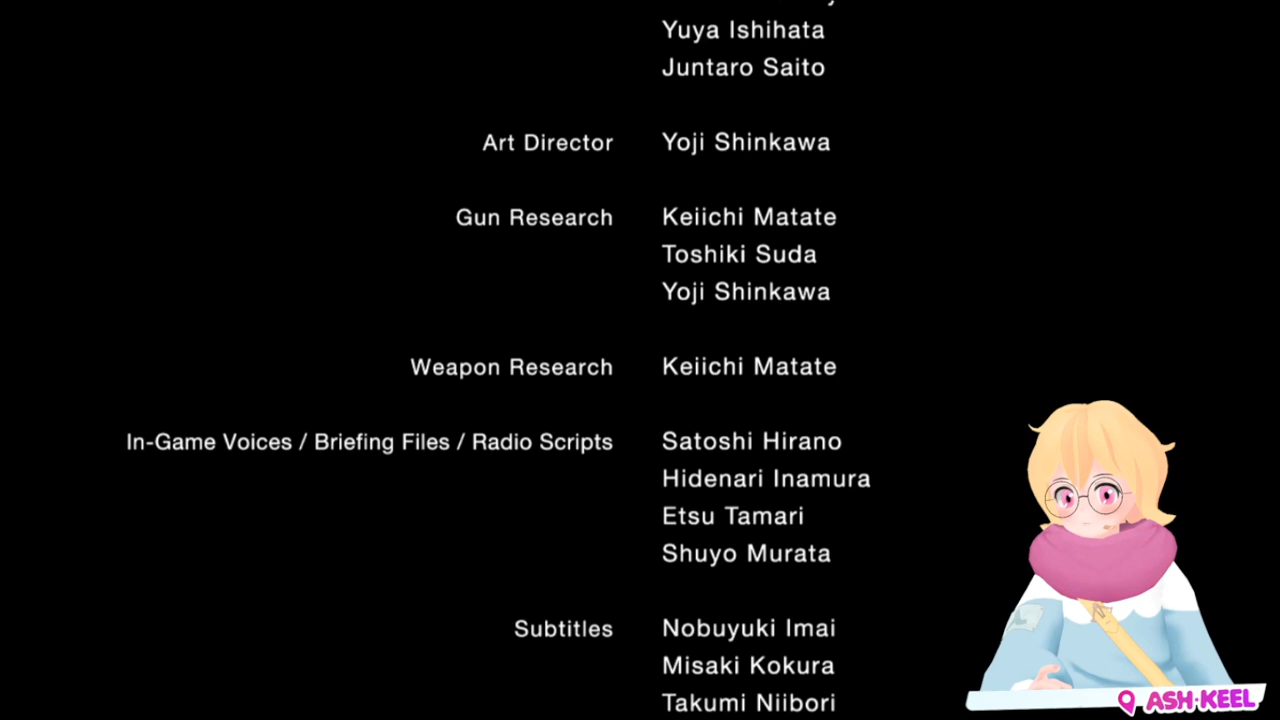 Yuya Ishihata
Juntaro Saito
Art Director Yoji Shinkawa
Gun Research Keiichi Matate
Toshiki Suda
Yoji Shinkawa
Weapon Research Keiichi Matate
In-Game Voices / Briefing Files / Radio Scripts Satoshi Hirano
Hidenari Inamura
Etsu Tamari
Shuyo Murata
Subtitles Nobuyuki Imai
Misaki Kokura
Takumi Niibori
ASH·KEEL